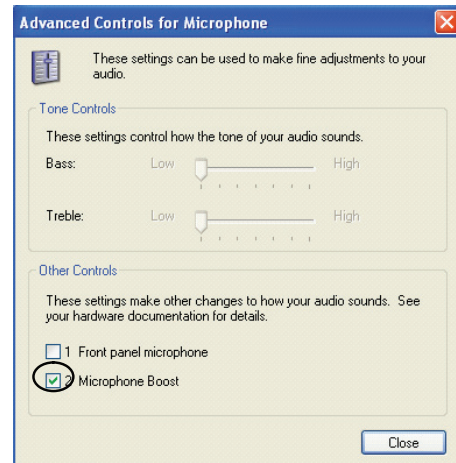 Advanced Controls for Microphone
These settings can be used to make fine adjustments to your
audio.
Tone Controls
These settings control how the tone of your audio sounds.
Bass: Low High
Treble: Low High
Other Controls
These settings make other changes to how your audio sounds. See
your hardware documentation for details.
1 Front panel microphone
2 Microphone Boost
Close